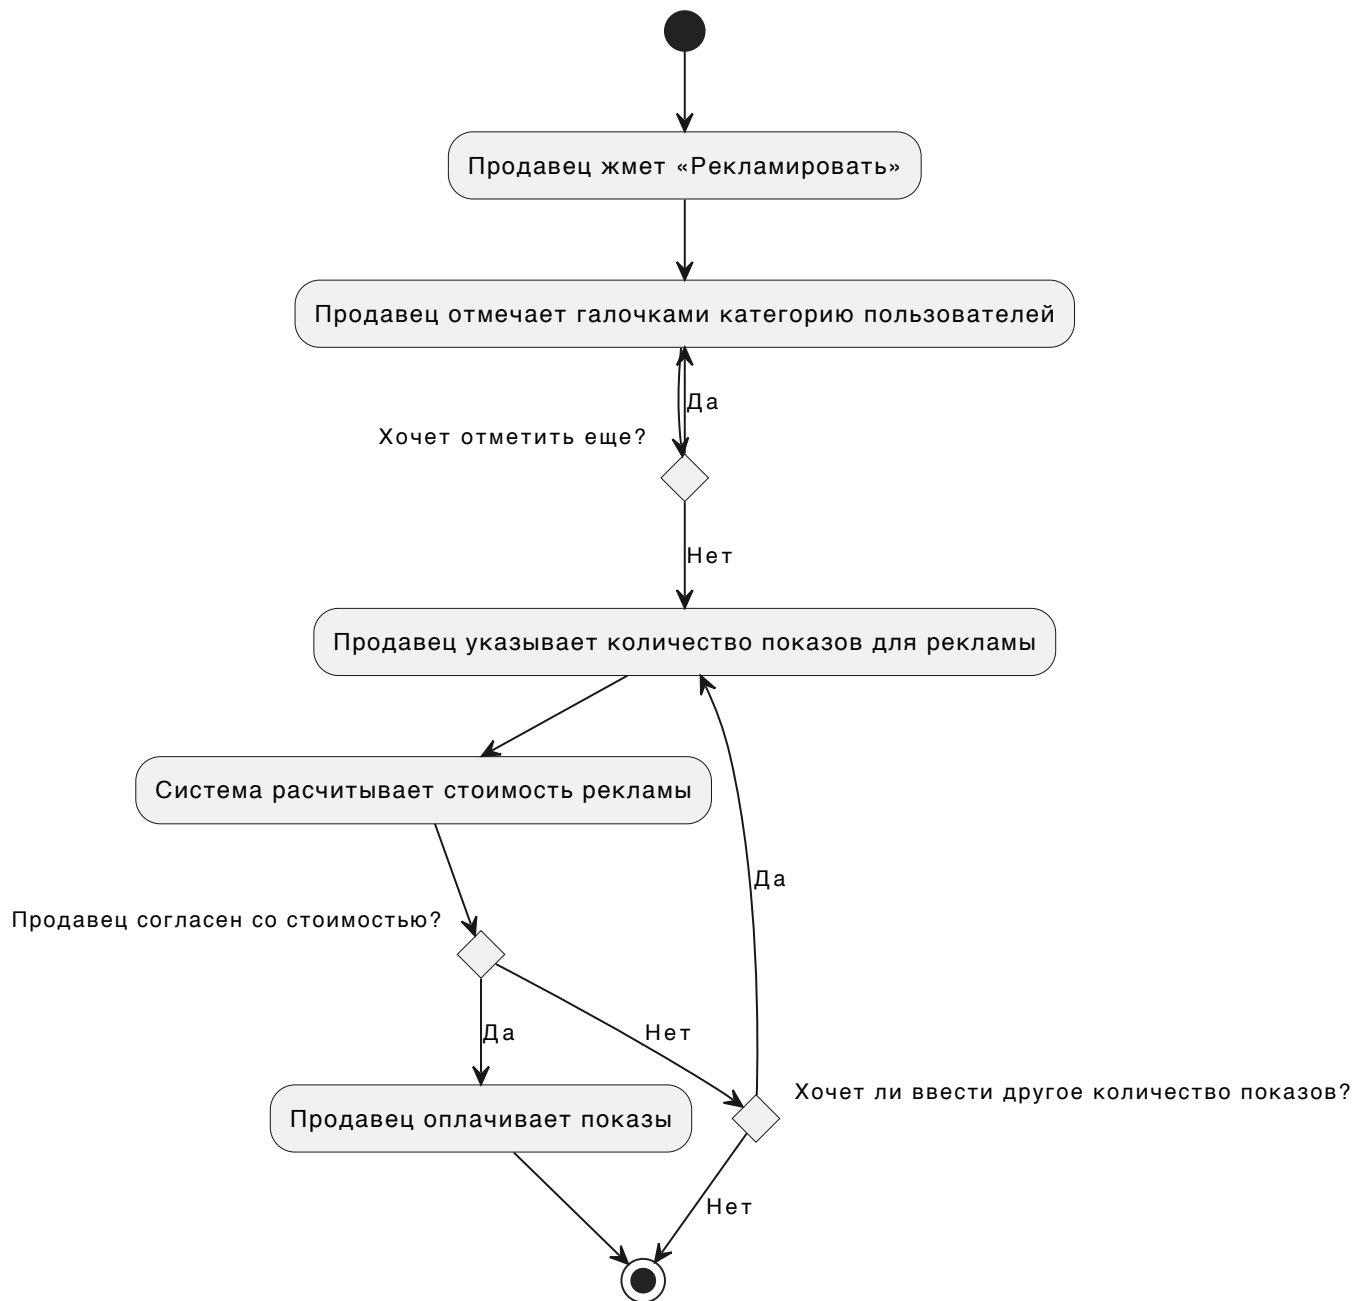 Продавец жмет «Рекламировать»
Продавец отмечает галочками категорию пользователей
Да
Хочет отметить еще?
Нет
Продавец указывает количество показов для рекламы
Система расчитывает стоимость рекламы
Да
Продавец согласен со стоимостью?
Да
Нет
Хочет ли ввести другое количество показов?
Продавец оплачивает показы
Нет